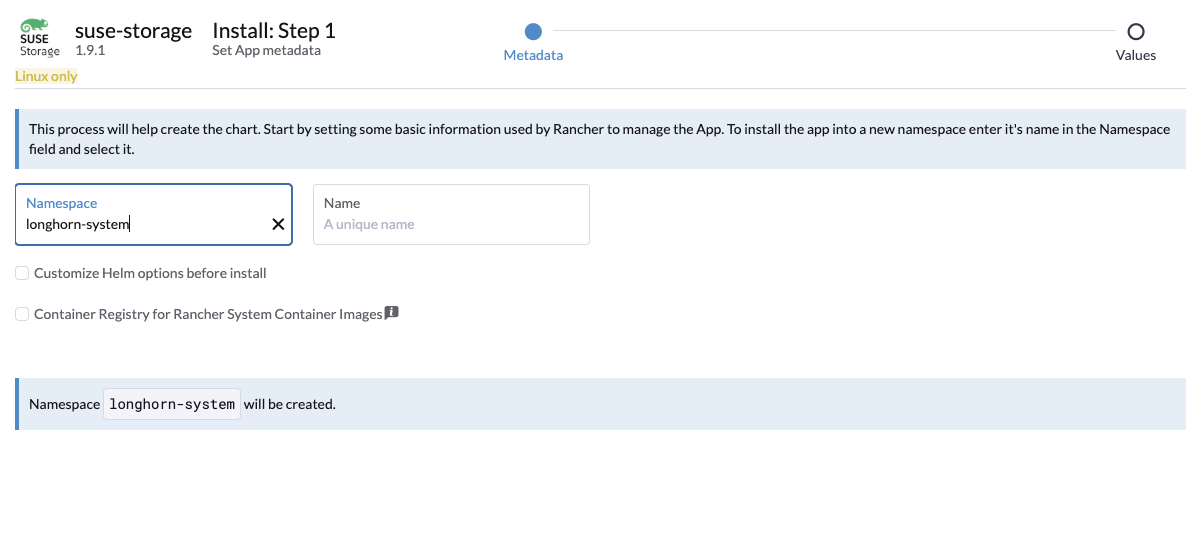 SUSE
Storage
suse-storage
1.9.1
Install: Step 1
Set App metadata
Metadata
Values
Linux only
This process will help create the chart. Start by setting some basic information used by Rancher to manage the App. To install the app into a new namespace enter it's name in the Namespace
field and select it.
Namespace
longhorn-system
Name
A unique name
Customize Helm options before install
Container Registry for Rancher System Container Images
Namespace longhorn-system will be created.